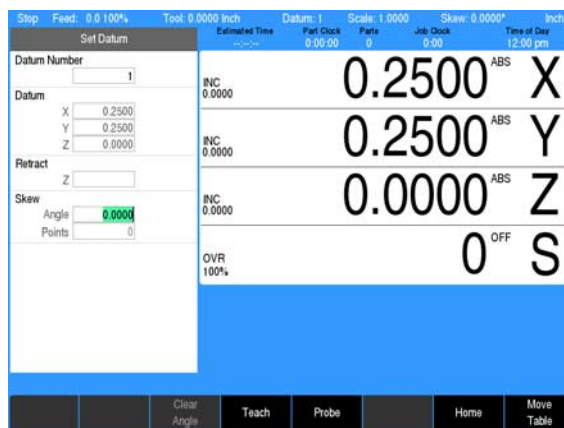 Stop Feed: 0.0 100% Tool: 0.0000 Inch Datum: 1 Scale: 1.0000 Skew: 0.0000° Inch
Set Datum Estimated Time Part Clock Parts Job Clock Time of Day
--:--:-- 0:00:00 0 0:00 12:00 pm
Datum Number
1
Datum
X 0.2500
Y 0.2500
Z 0.0000
Retract
Z
Skew
Angle 0.0000
Points 0
INC 0.2500 ABS X
0.0000
INC 0.2500 ABS Y
0.0000
INC 0.0000 ABS Z
0.0000
OVR 0 OFF S
100%
Clear Angle Teach Probe Home Move Table